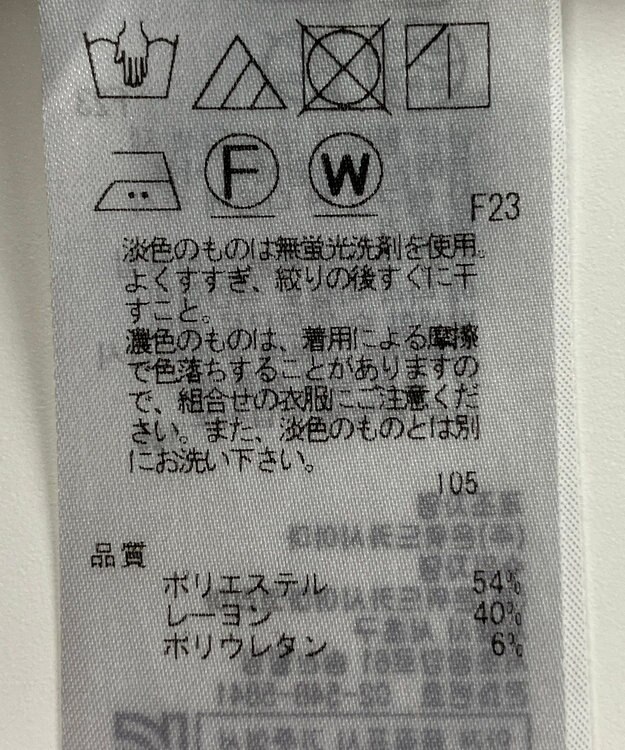 F
W
F23
淡色のものは無蛍光洗剤を使用。
よくすすぎ、絞りの後すぐに干
すこと。
濃色のものは、着用による摩擦
で色落ちすることがありますの
で、組合せの衣服にご注意くだ
さい。また、淡色のものとは別
にお洗い下さい。
105
品質
ポリエステル 54%
レーヨン 40%
ポリウレタン 6%